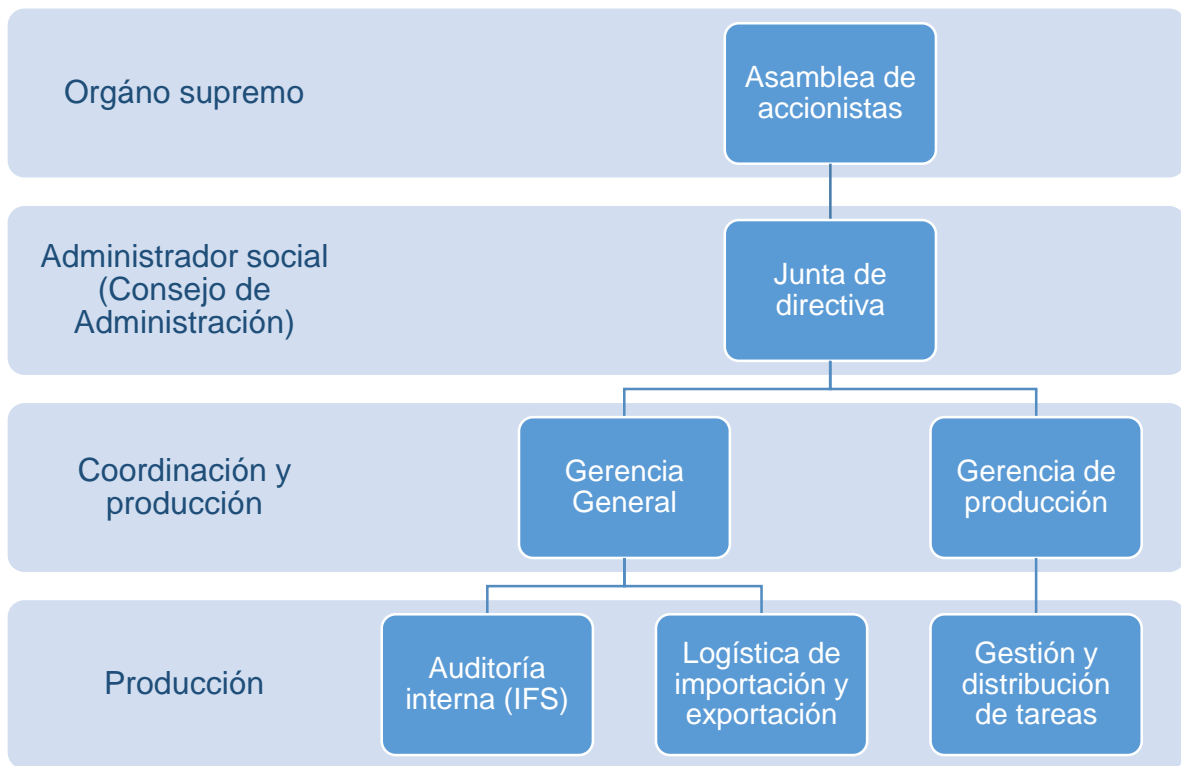 Orgáno supremo
Asamblea de
accionistas
Administrador social
(Consejo de
Administración)
Junta de
directiva
Coordinación y
producción
Gerencia
General
Gerencia de
producción
Producción
Auditoría
interna (IFS)
Logística de
importación y
exportación
Gestión y
distribución
de tareas